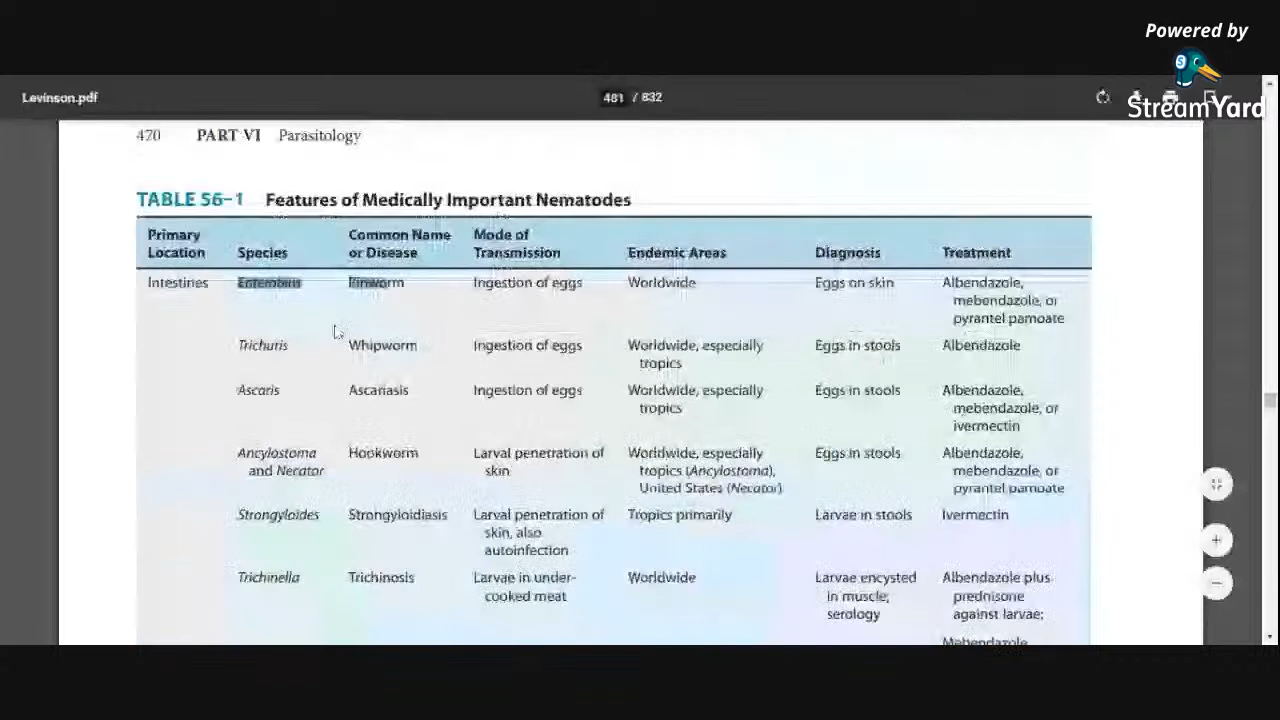 Powered by
StreamYard
Levinson.pdf
481 / 832
470 PART VI Parasitology
TABLE 56–1 Features of Medically Important Nematodes
Primary Location Species Common Name or Disease Mode of Transmission Endemic Areas Diagnosis Treatment
Intestines Enterobius Pinworm Ingestion of eggs Worldwide Eggs on skin Albendazole,
mebendazole, or
pyrantel pamoate
Trichuris Whipworm Ingestion of eggs Worldwide, especially Eggs in stools Albendazole
tropics
Ascaris Ascariasis Ingestion of eggs Worldwide, especially Eggs in stools Albendazole,
tropics mebendazole, or
ivermectin
Ancylostoma Hookworm Larval penetration of Worldwide, especially Eggs in stools Albendazole,
and Necator skin tropics (Ancylostoma), mebendazole, or
United States (Necator) pyrantel pamoate
Strongyloides Strongyloidiasis Larval penetration of Tropics primarily Larvae in stools Ivermectin
skin, also
autoinfection
Trichinella Trichinosis Larvae in under- Worldwide Larvae encysted Albendazole plus
cooked meat in muscle; prednisone
serology against larvae;
Mebendazole